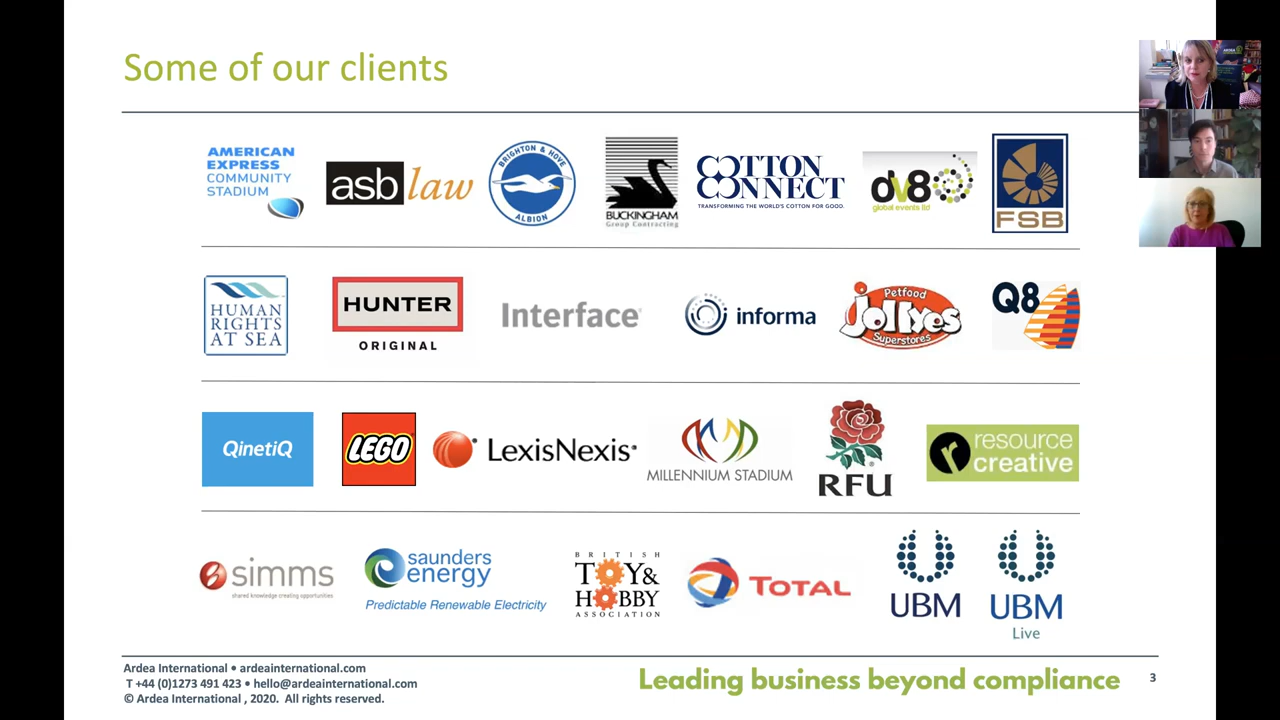 Some of our clients
AMERICAN
EXPRESS
COMMUNITY
STADIUM
asb law
BRIGHTON & HOVE
ALBION
BUCKINGHAM
Group Contracting
COTTON
CONNECT
TRANSFORMING THE WORLD'S COTTON FOR GOOD.
dv8
global events ltd
FSB
HUMAN
RIGHTS
AT SEA
HUNTER
ORIGINAL
Interface®
informa
Petfood
Jollyes
Superstores
Q8
QinetiQ
LEGO
LexisNexis®
MILLENNIUM STADIUM
RFU
resource
creative
simms
shared knowledge creating opportunities
saunders
energy
Predictable Renewable Electricity
BRITISH
TOY&
HOBBY
ASSOCIATION
TOTAL
UBM
UBM
Live
Ardea International • ardeainternational.com
T +44 (0)1273 491 423 • hello@ardeainternational.com
© Ardea International , 2020. All rights reserved.
Leading business beyond compliance
3